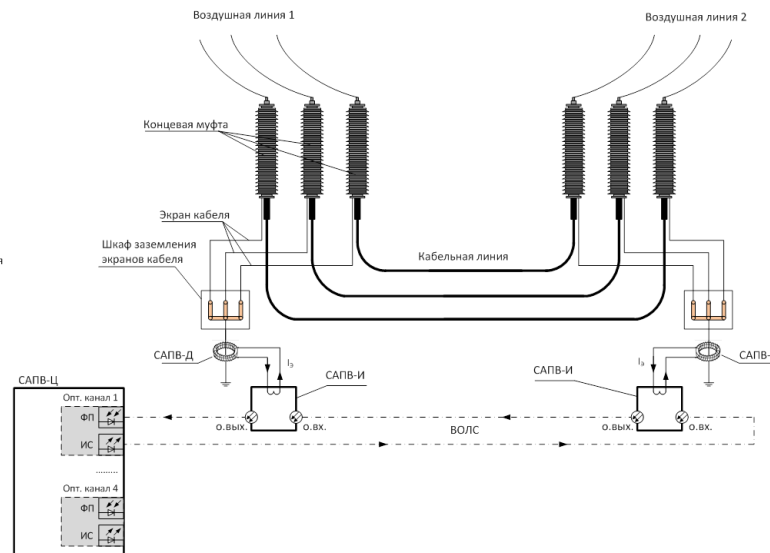 Воздушная линия 1
Воздушная линия 2
Концевая муфта
Экран кабеля
Шкаф заземления
экранов кабеля
Кабельная линия
я
САПВ-Д
Iэ
САПВ-И
САПВ-И
Iэ
САПВ-
САПВ-Ц
Опт. канал 1
ФП
ИС
о.вых.
о.вх.
ВОЛС
о.вых.
о.вх.
.........
Опт. канал 4
ФП
ИС